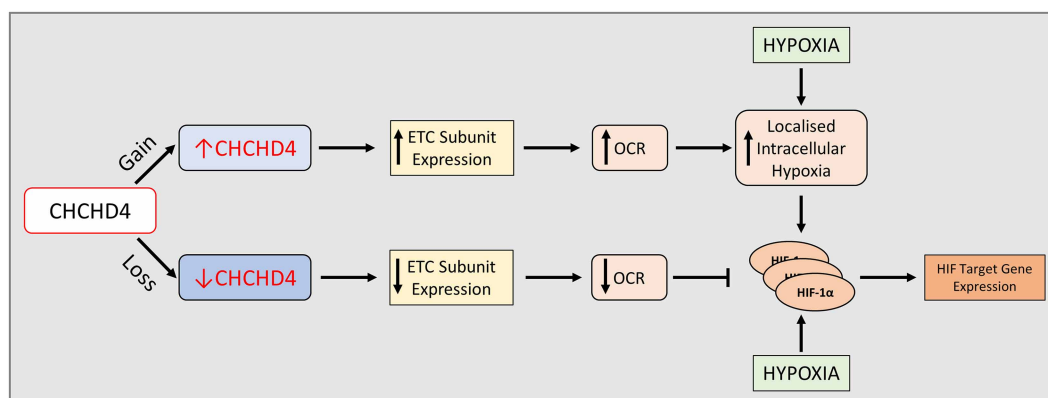 HYPOXIA
Gain
↑CHCHD4
ETC Subunit
Expression
OCR
Localised
Intracellular
Hypoxia
CHCHD4
Loss
↓CHCHD4
ETC Subunit
Expression
OCR
HIF-1α
HIF Target Gene
Expression
HYPOXIA